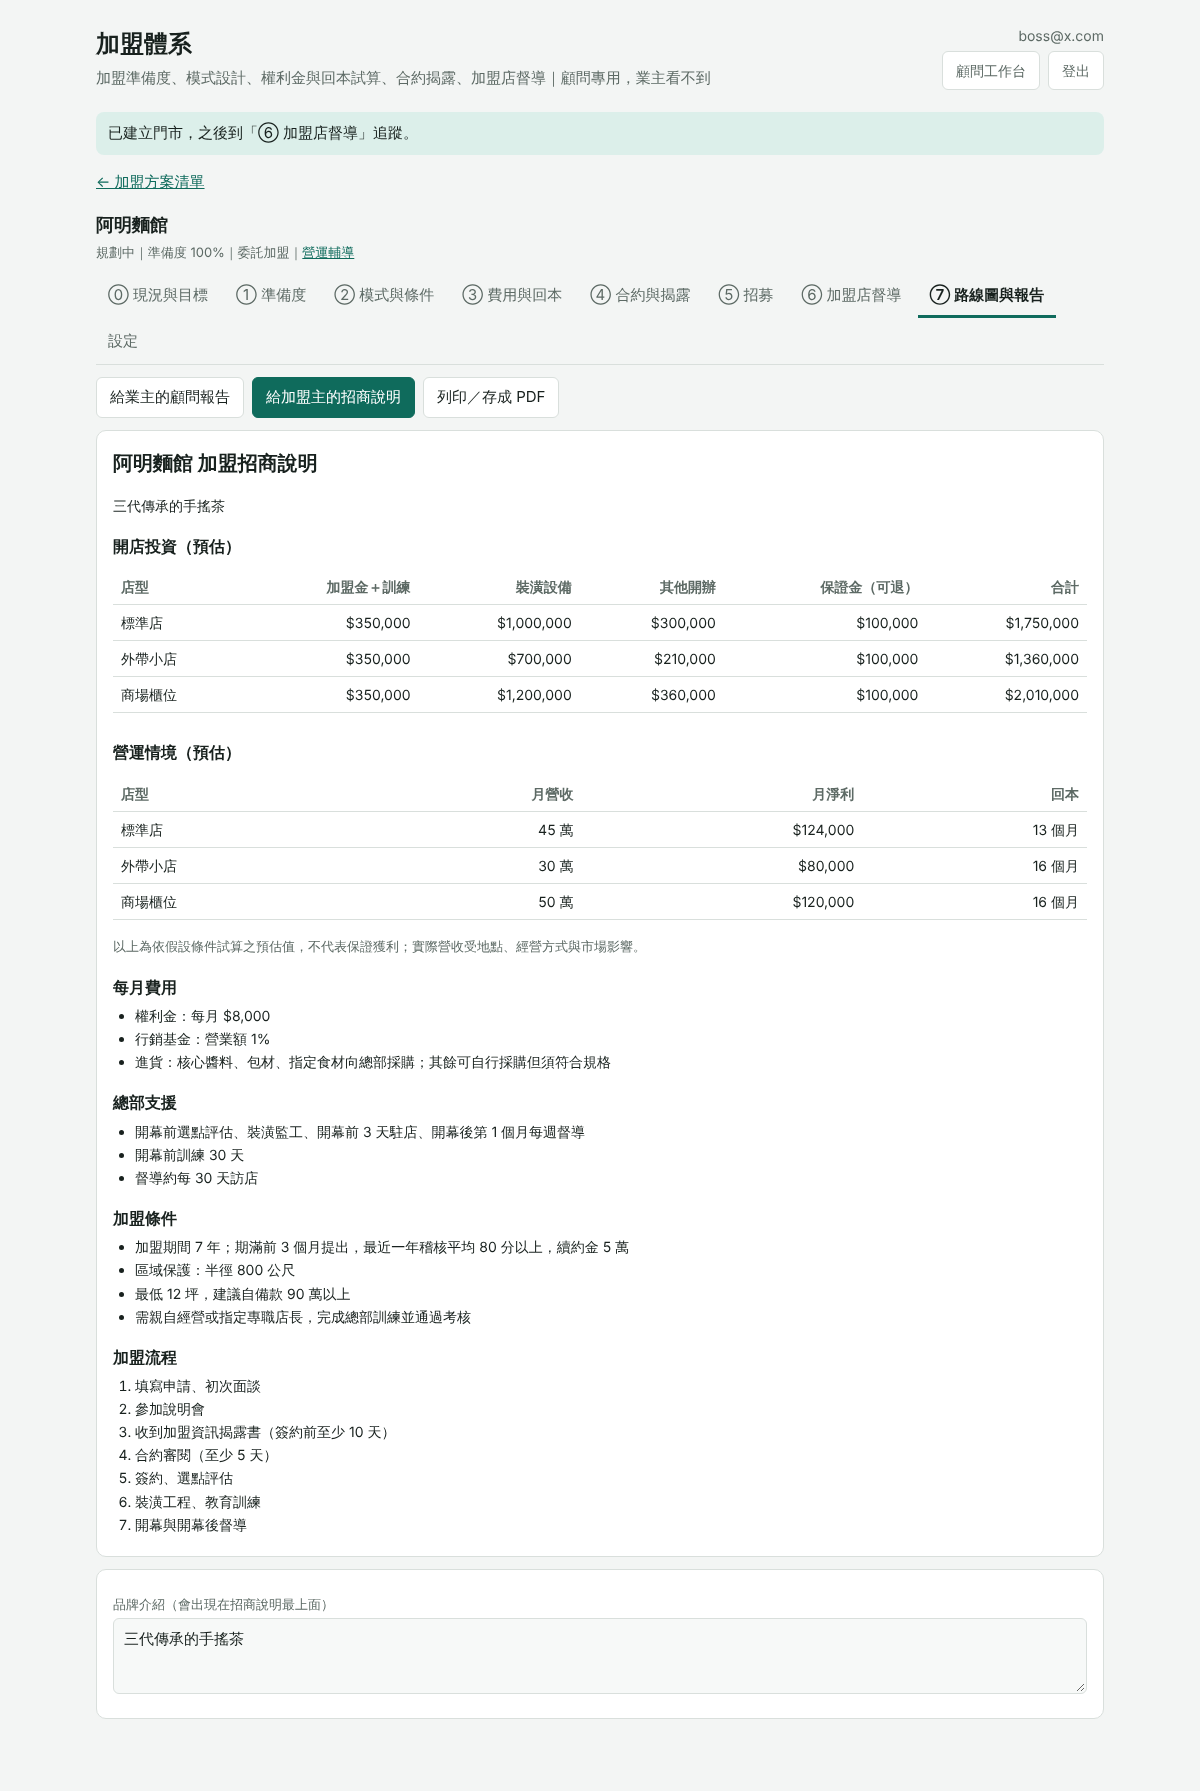 加盟體系
加盟準備度、模式設計、權利金與回本試算、合約揭露、加盟店督導｜顧問專用，業主看不到
boss@x.com
顧問工作台
登出
已建立門市，之後到「⑥ 加盟店督導」追蹤。
← 加盟方案清單
阿明麵館
規劃中｜準備度 100%｜委託加盟｜營運輔導
⓪ 現況與目標
① 準備度
② 模式與條件
③ 費用與回本
④ 合約與揭露
⑤ 招募
⑥ 加盟店督導
⑦ 路線圖與報告
設定
給業主的顧問報告
給加盟主的招商說明
列印／存成 PDF
阿明麵館 加盟招商說明
三代傳承的手搖茶
開店投資（預估）
店型 加盟金＋訓練 裝潢設備 其他開辦 保證金（可退） 合計
標準店 $350,000 $1,000,000 $300,000 $100,000 $1,750,000
外帶小店 $350,000 $700,000 $210,000 $100,000 $1,360,000
商場櫃位 $350,000 $1,200,000 $360,000 $100,000 $2,010,000
營運情境（預估）
店型 月營收 月淨利 回本
標準店 45 萬 $124,000 13 個月
外帶小店 30 萬 $80,000 16 個月
商場櫃位 50 萬 $120,000 16 個月
以上為依假設條件試算之預估值，不代表保證獲利；實際營收受地點、經營方式與市場影響。
每月費用
• 權利金：每月 $8,000
• 行銷基金：營業額 1%
• 進貨：核心醬料、包材、指定食材向總部採購；其餘可自行採購但須符合規格
總部支援
• 開幕前選點評估、裝潢監工、開幕前 3 天駐店、開幕後第 1 個月每週督導
• 開幕前訓練 30 天
• 督導約每 30 天訪店
加盟條件
• 加盟期間 7 年；期滿前 3 個月提出，最近一年稽核平均 80 分以上，續約金 5 萬
• 區域保護：半徑 800 公尺
• 最低 12 坪，建議自備款 90 萬以上
• 需親自經營或指定專職店長，完成總部訓練並通過考核
加盟流程
1. 填寫申請、初次面談
2. 參加說明會
3. 收到加盟資訊揭露書（簽約前至少 10 天）
4. 合約審閱（至少 5 天）
5. 簽約、選點評估
6. 裝潢工程、教育訓練
7. 開幕與開幕後督導
品牌介紹（會出現在招商說明最上面）
三代傳承的手搖茶